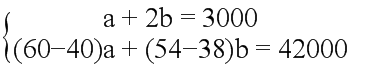 a + 2b = 3000
(60−40)a + (54−38)b = 42000